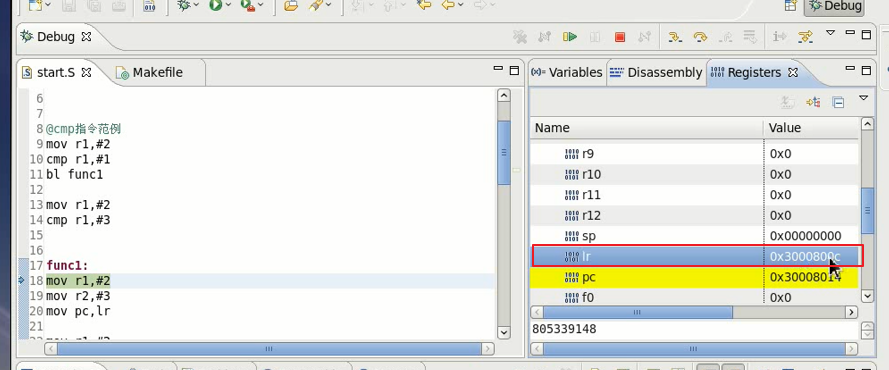 Debug
Debug
start.S
Makefile
Variables
Disassembly
Registers
6
7
8 @cmp指令范例
9 mov r1,#2
10 cmp r1,#1
11 bl func1
12
13 mov r1,#2
14 cmp r1,#3
15
16
17 func1:
18 mov r1,#2
19 mov r2,#3
20 mov pc,lr
21
Name Value
r9 0x0
r10 0x0
r11 0x0
r12 0x0
sp 0x00000000
lr 0x3000800c
pc 0x30008014
f0 0x0
805339148